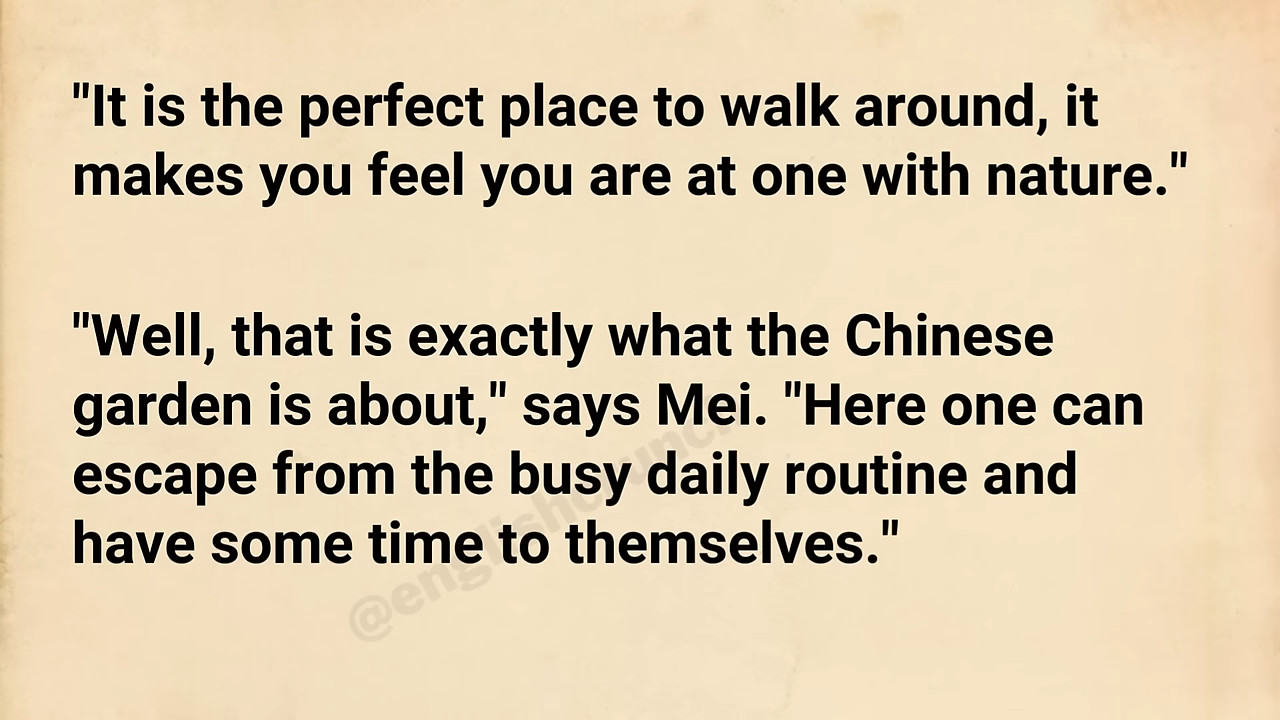 "It is the perfect place to walk around, it
makes you feel you are at one with nature."
"Well, that is exactly what the Chinese
garden is about," says Mei. "Here one can
escape from the busy daily routine and
have some time to themselves."